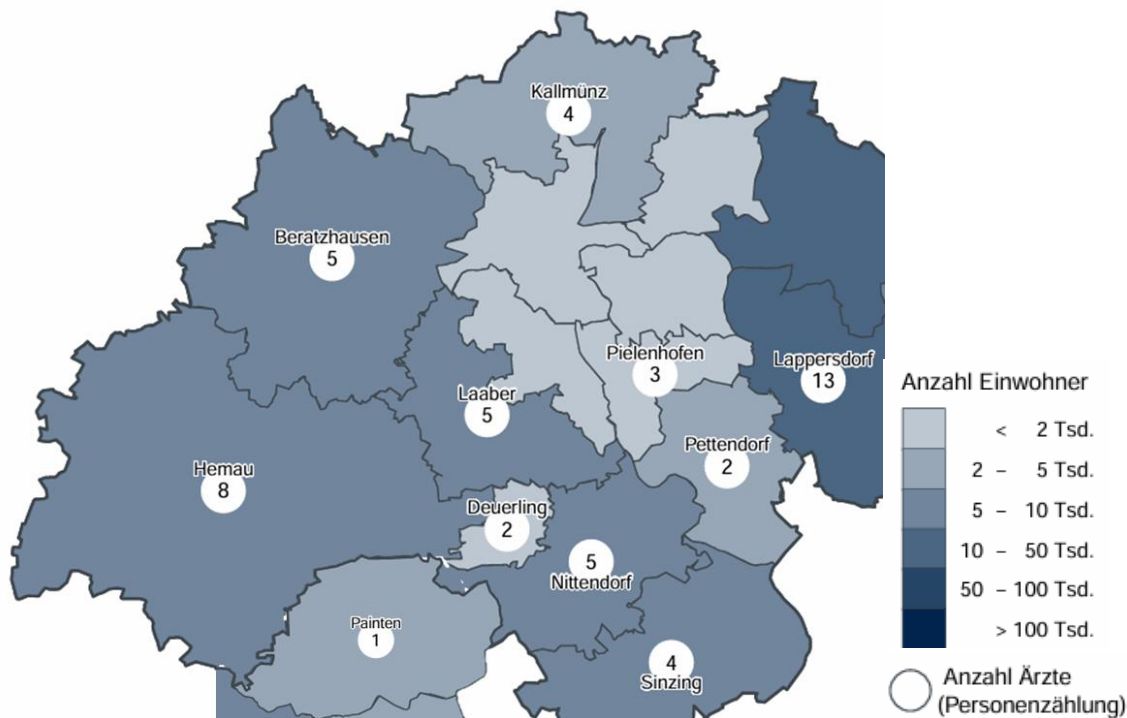 Kallmünz
4
Beratzhausen
5
Pielenhofen
3
Lappersdorf
13
Laaber
5
Pettendorf
2
Hemau
8
Deuerling
2
5
Nittendorf
Painten
1
4
Sinzing
Anzahl Einwohner
< 2 Tsd.
2 – 5 Tsd.
5 – 10 Tsd.
10 – 50 Tsd.
50 – 100 Tsd.
> 100 Tsd.
Anzahl Ärzte
(Personenzählung)